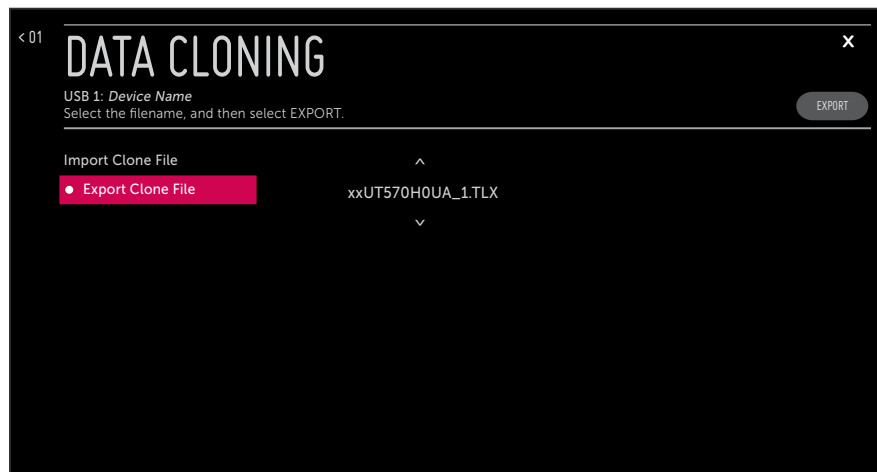 < 01
DATA CLONING
X
USB 1: Device Name
Select the filename, and then select EXPORT.
EXPORT
Import Clone File
Export Clone File
xxUT570H0UA_1.TLX